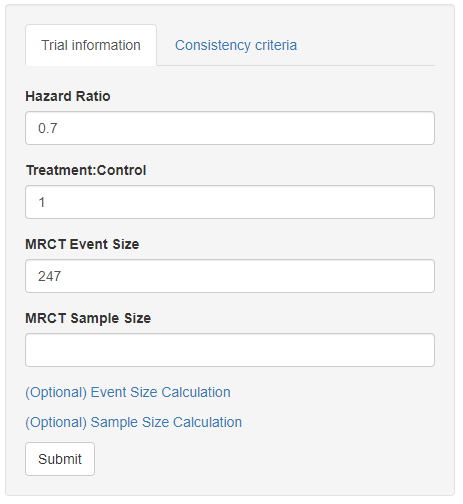 Trial information
Consistency criteria
Hazard Ratio
0.7
Treatment:Control
1
MRCT Event Size
247
MRCT Sample Size
(Optional) Event Size Calculation
(Optional) Sample Size Calculation
Submit